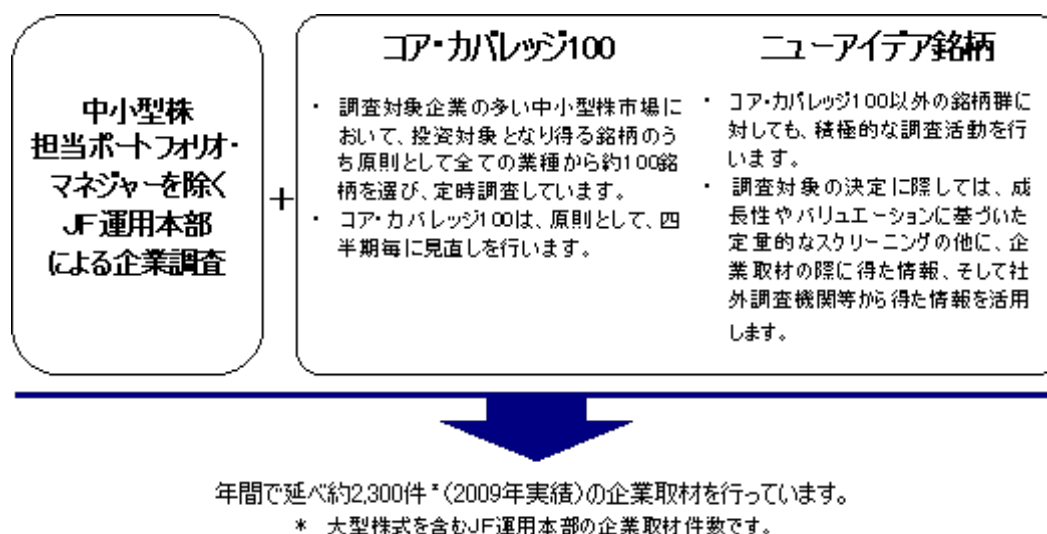 中小型株
担当ポートフォリオ・
マネジャーを除く
JF運用本部
による企業調査
+
コア・カバレッジ100
・ 調査対象企業の多い中小型株市場に
おいて、投資対象となり得る銘柄のう
ち原則として全ての業種から約100銘
柄を選び、定時調査しています。
・ コア・カバレッジ100は、原則として、四
半期毎に見直しを行います。
ニューアイデア銘柄
・ コア・カバレッジ100以外の銘柄群に
対しても、積極的な調査活動を行
います。
・ 調査対象の決定に際しては、成
長性やバリュエーションに基づいた
定量的なスクリーニングの他に、企
業取材の際に得た情報、そして社
外調査機関等から得た情報を活用
します。
年間で延べ約2,300件*(2009年実績)の企業取材を行っています。
* 大型株式を含むJF運用本部の企業取材件数です。